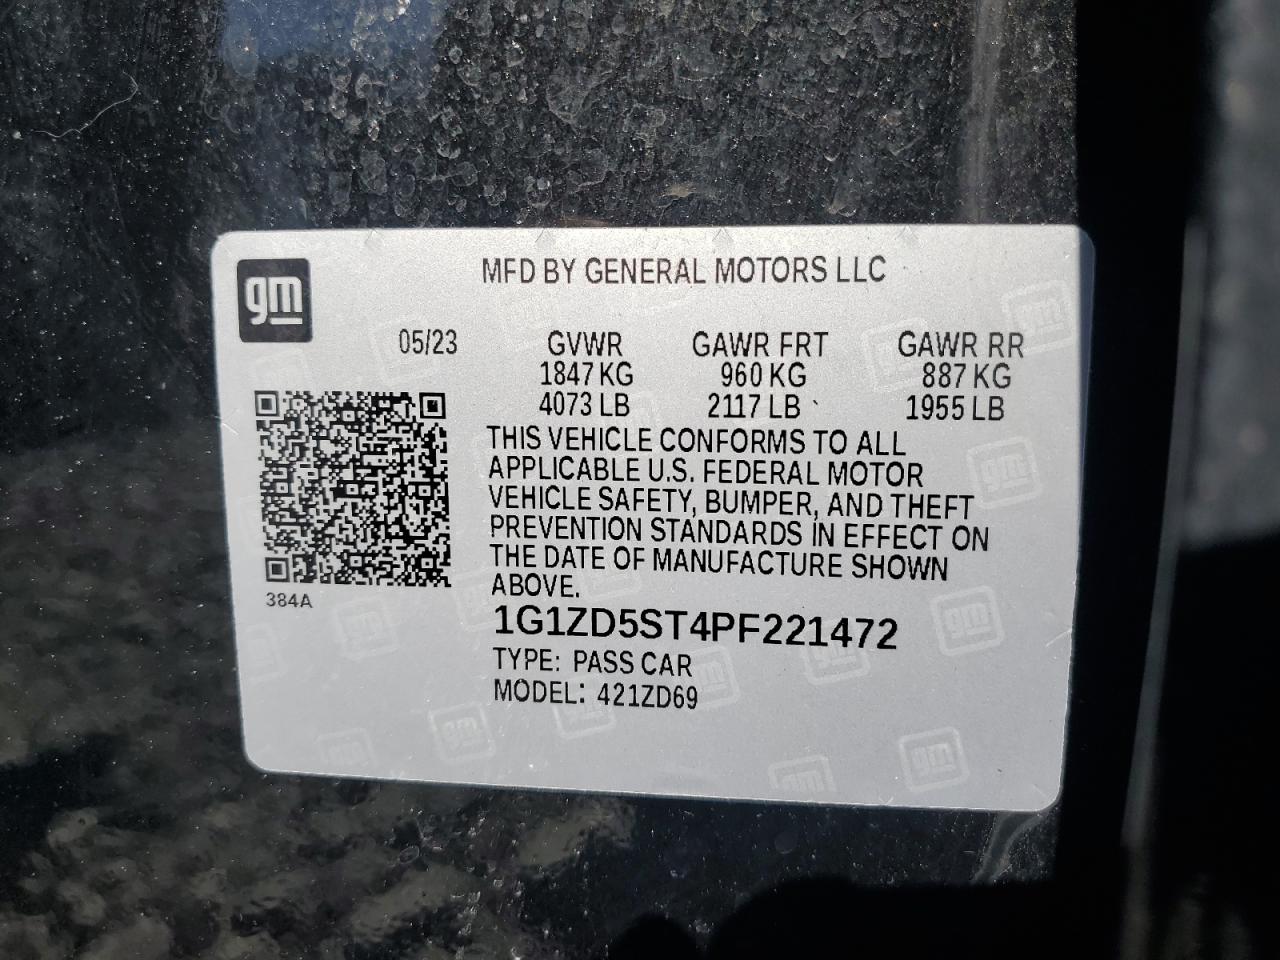 gm
MFD BY GENERAL MOTORS LLC
05/23 GVWR GAWR FRT GAWR RR
1847 KG 960 KG 887 KG
4073 LB 2117 LB 1955 LB
THIS VEHICLE CONFORMS TO ALL
APPLICABLE U.S. FEDERAL MOTOR
VEHICLE SAFETY, BUMPER, AND THEFT
PREVENTION STANDARDS IN EFFECT ON
THE DATE OF MANUFACTURE SHOWN
ABOVE.
384A
1G1ZD5ST4PF221472
TYPE: PASS CAR
MODEL: 421ZD69